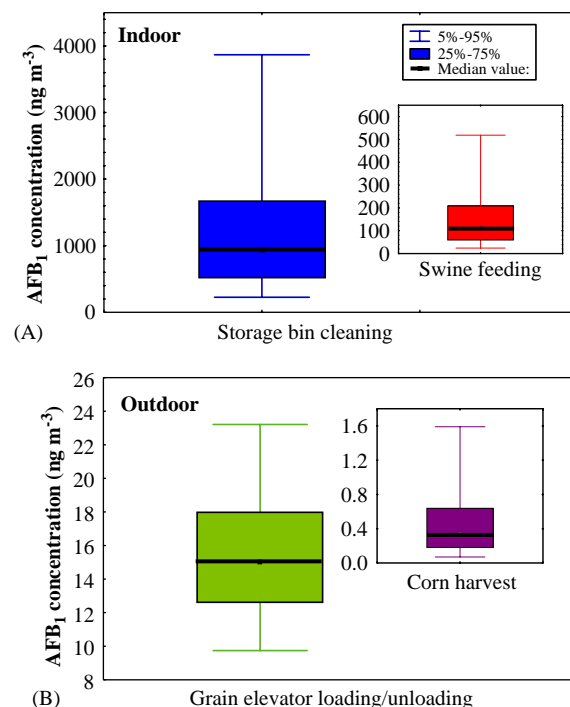 Indoor
5%-95%
25%-75%
Median value:
AFB1 concentration (ng m-3)
4000
3000
2000
1000
0
600
500
400
300
200
100
0
Swine feeding
(A)
Storage bin cleaning
Outdoor
AFB1 concentration (ng m-3)
26
24
22
20
18
16
14
12
10
8
1.6
1.2
0.8
0.4
0.0
Corn harvest
(B)
Grain elevator loading/unloading